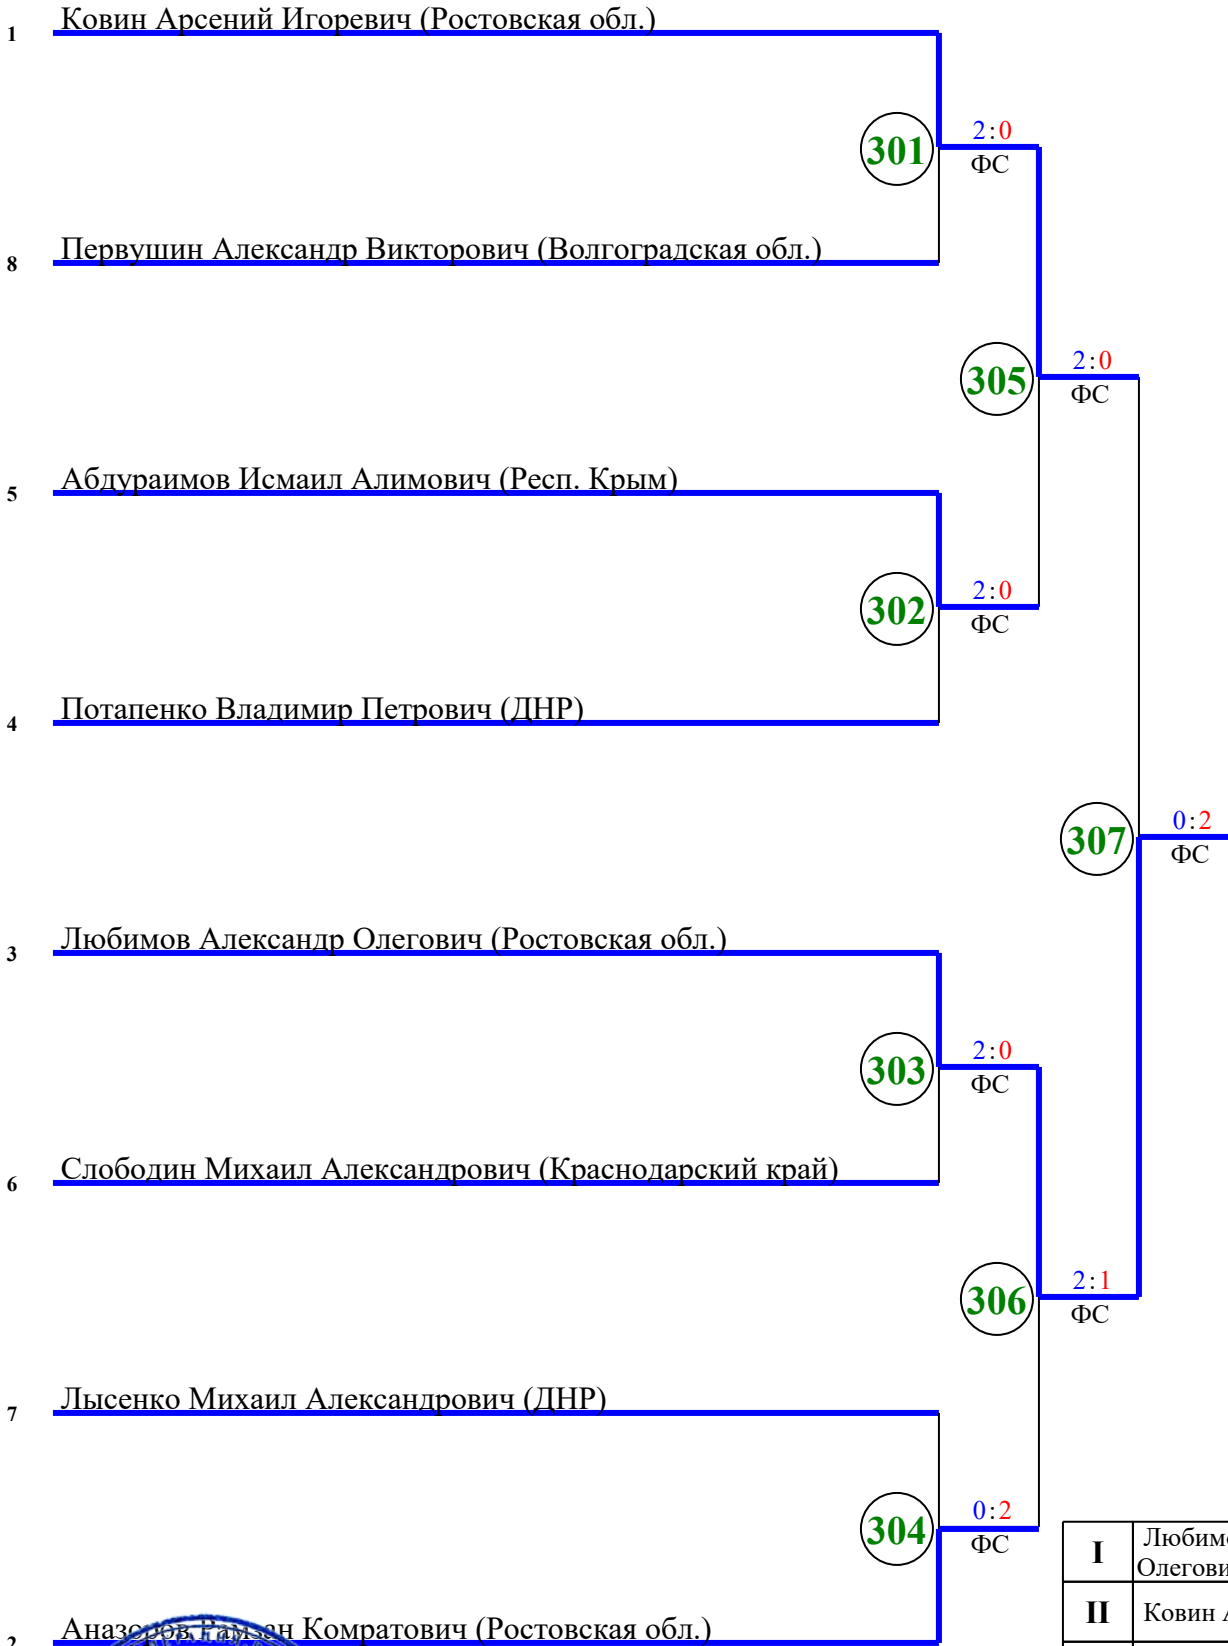 1 Ковин Арсений Игоревич (Ростовская обл.)
2:0
301
ФС
8 Первушин Александр Викторович (Волгоградская обл.)
2:0
305
ФС
5 Абдураимов Исмаил Алимович (Респ. Крым)
2:0
302
ФС
4 Потапенко Владимир Петрович (ДНР)
0:2
307
ФС
3 Любимов Александр Олегович (Ростовская обл.)
2:0
303
ФС
6 Слободин Михаил Александрович (Краснодарский край)
2:1
306
ФС
7 Лысенко Михаил Александрович (ДНР)
0:2
304
ФС
I
II Ковин
2 Комратович (Ростовская обл.)